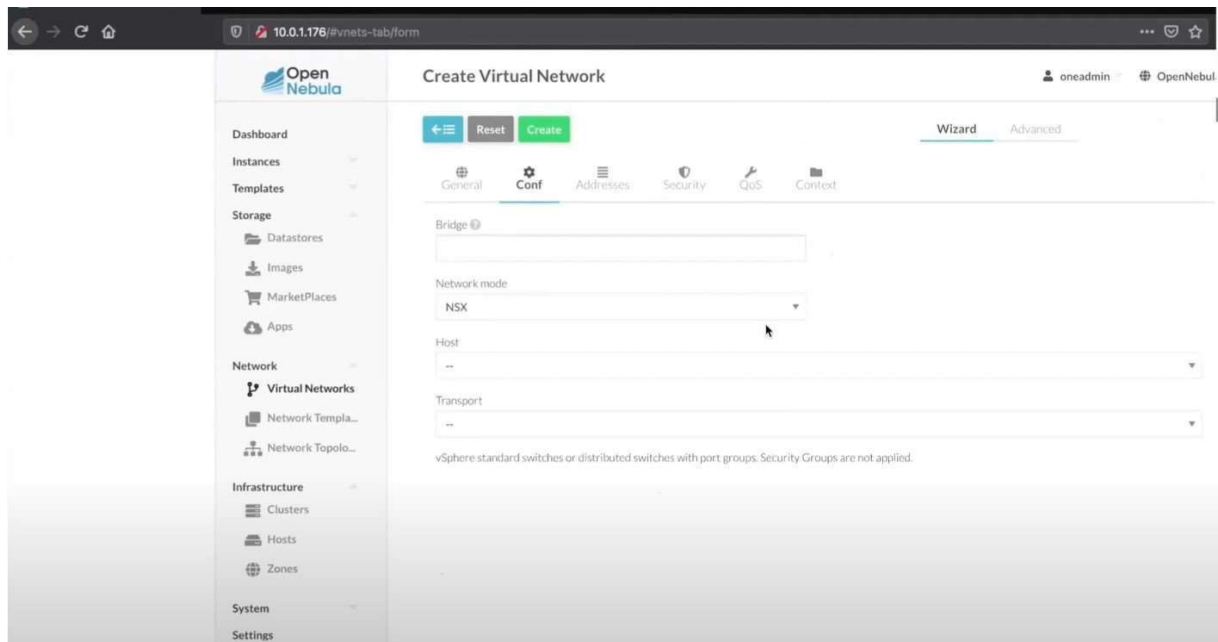 10.0.1.176/#vnets-tab/form
Open
Nebula
Create Virtual Network
oneadmin
OpenNebul
Reset
Create
Wizard
Advanced
General
Conf
Addresses
Security
QoS
Context
Dashboard
Instances
Templates
Storage
Datastores
Images
MarketPlaces
Apps
Network
Virtual Networks
Network Templa...
Network Topolo...
Infrastructure
Clusters
Hosts
Zones
System
Settings
Bridge
Network mode
NSX
Host
--
Transport
--
vSphere standard switches or distributed switches with port groups. Security Groups are not applied.